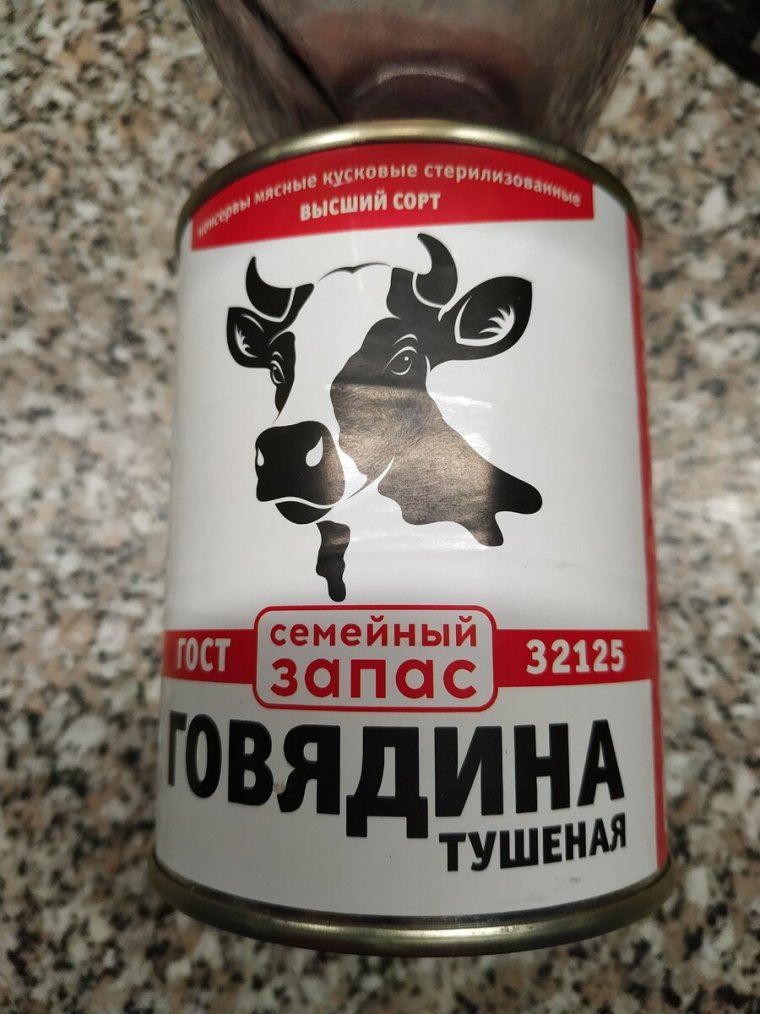 консервы мясные кусковые стерилизованные
ВЫСШИЙ СОРТ
ГОСТ
семейный
запас
32125
ГОВЯДИНА
ТУШЕНАЯ